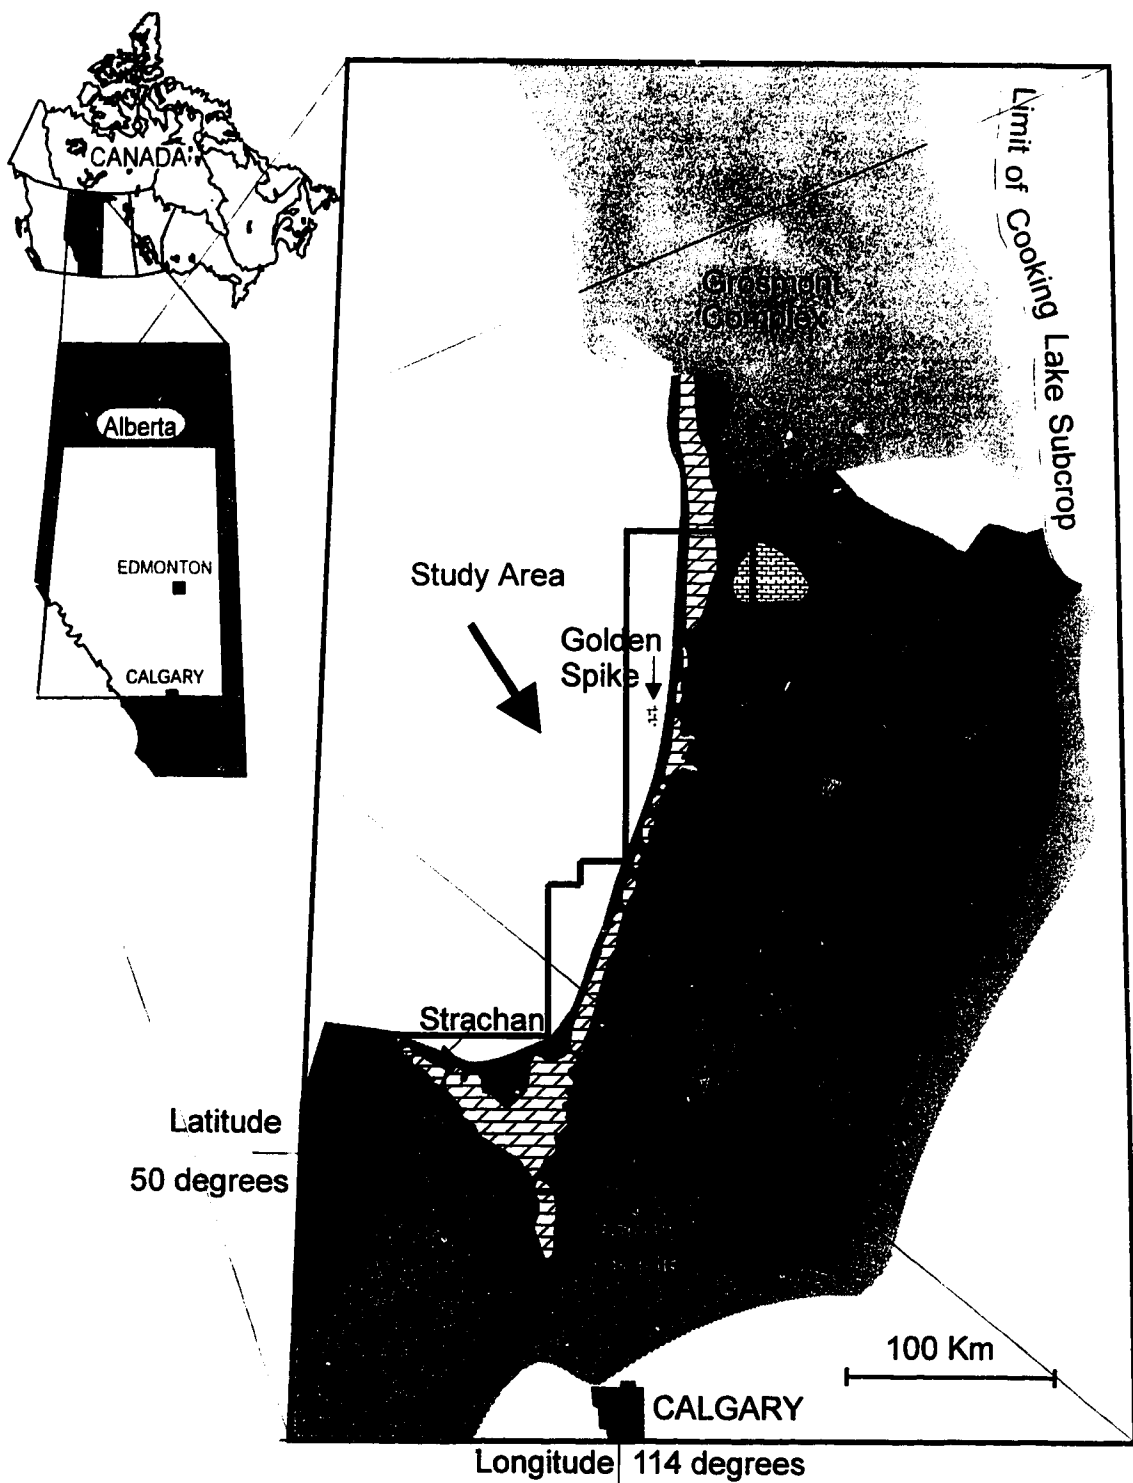 CANADA
Alberta
EDMONTON
CALGARY
Limit of Cooking Lake Subcrop
Grosmont
Complex
Study Area
Golden
Spike
Strachan
Latitude
50 degrees
100 Km
CALGARY
Longitude 114 degrees